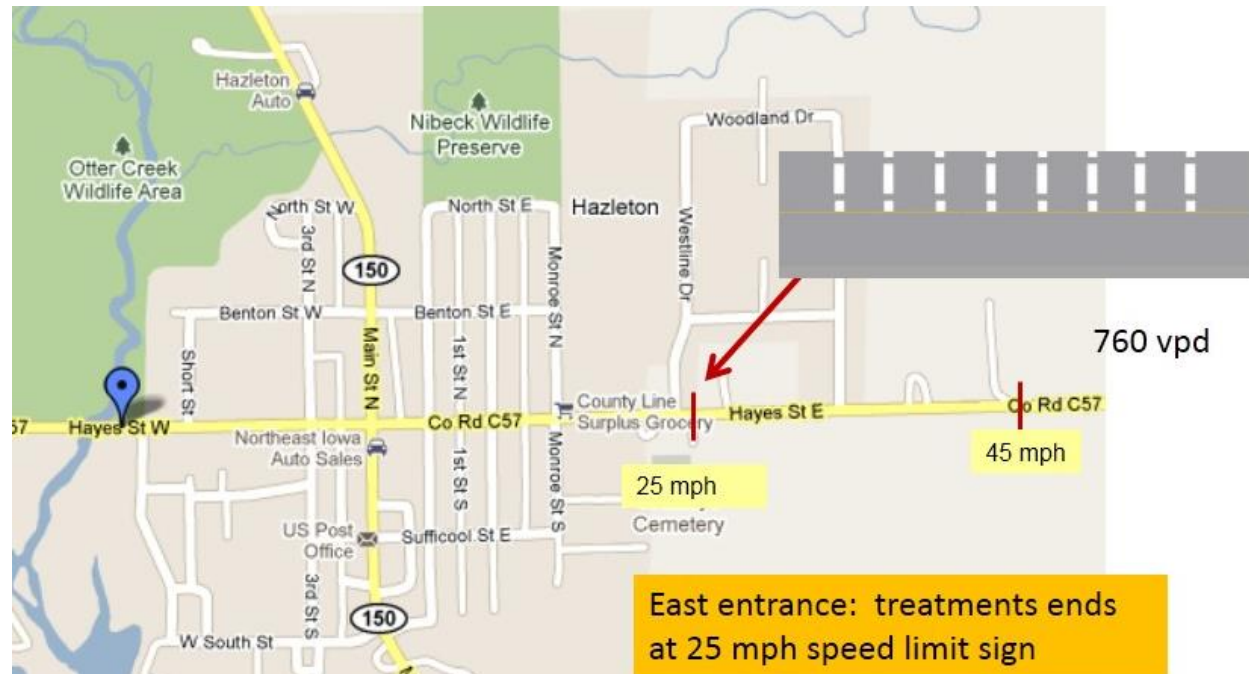 Hazleton
Auto
Nibeck Wildlife
Preserve
Otter Creek
Wildlife Area
Woodland Dr
North St W
North St E
Hazleton
3rd St N
Monroe St N
Westline Dr
150
Benton St W
Benton St E
Main St N
1st St N
Short St
760 vpd
County Line
Surplus Grocery
Hayes St E
Co Rd C57
57
Hayes St W
Co Rd C57
Northeast Iowa
Auto Sales
45 mph
25 mph
1st St S
Monroe St S
Cemetery
US Post
Office
Sufficool St E
3rd St S
150
W South St
East entrance:  treatments ends
at 25 mph speed limit sign